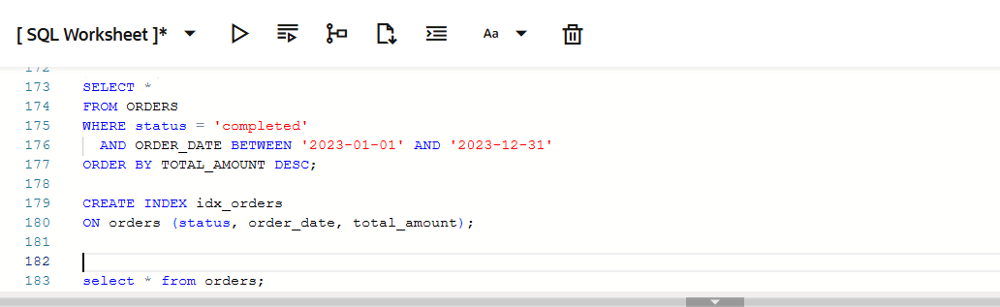 [ SQL Worksheet ]* Aa
172
173 SELECT *
174 FROM ORDERS
175 WHERE status = 'completed'
176 AND ORDER_DATE BETWEEN '2023-01-01' AND '2023-12-31'
177 ORDER BY TOTAL_AMOUNT DESC;
178
179 CREATE INDEX idx_orders
180 ON orders (status, order_date, total_amount);
181
182
183 select * from orders;